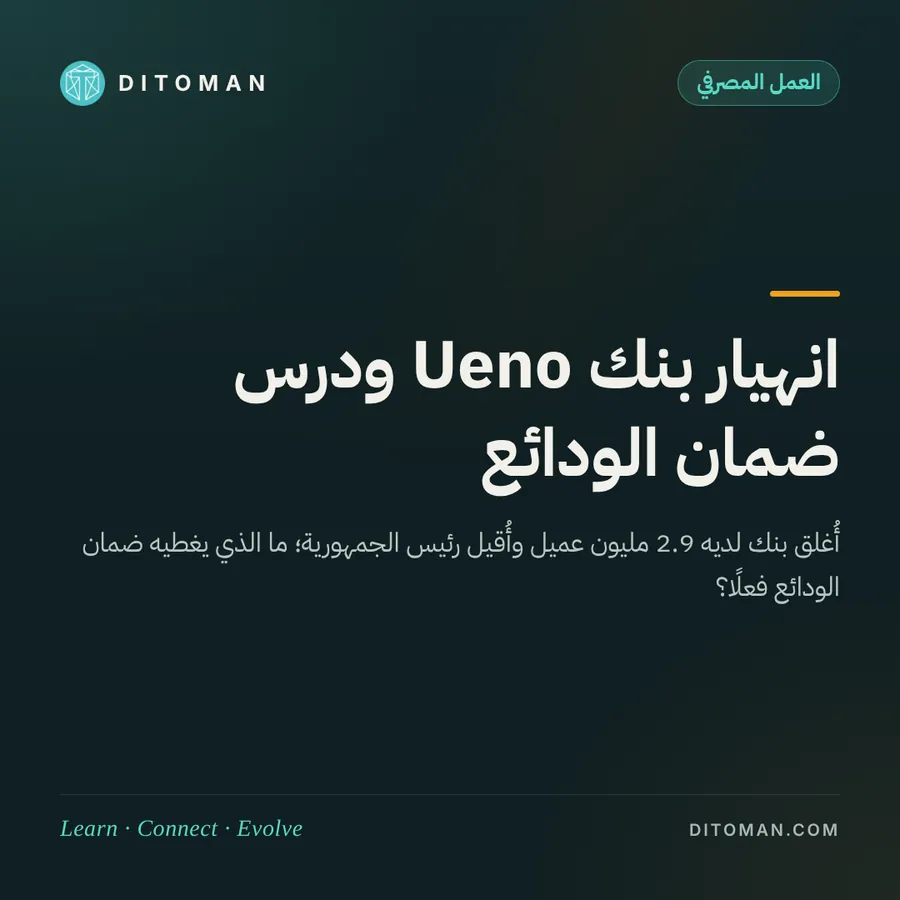 DITOMAN
العمل المصرفي
انهيار بنك Ueno ودرس
ضمان الودائع
أُغلق بنك لديه 2.9 مليون عميل وأُقيل رئيس الجمهورية؛ ما الذي يغطيه ضمان
الودائع فعلًا؟
Learn · Connect · Evolve
DITOMAN.COM